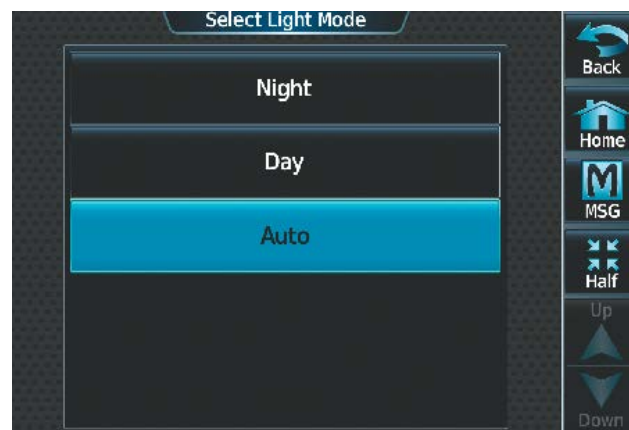 Select Light Mode
Night
Day
Auto
Back
Home
MSG
Half
Up
Down